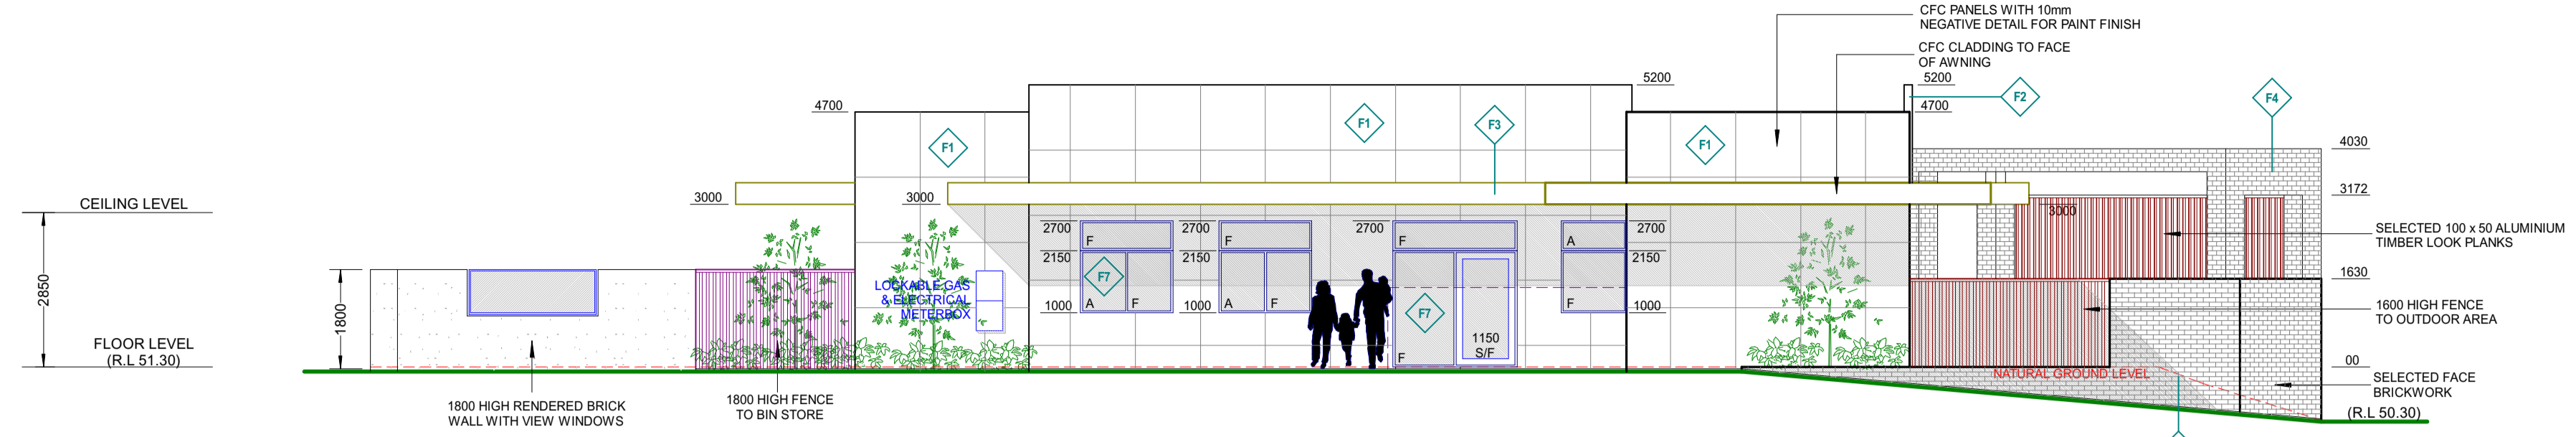 CFC PANELS WITH 10mm
NEGATIVE DETAIL FOR PAINT FINISH
CFC CLADDING TO FACE
OF AWNING
5200
5200
F2
F4
4700
4700
F1
F1
F3
F1
4030
CEILING LEVEL
3000
3000
3172
3000
2700
2700
2700
2700
F
F
F
A
SELECTED 100 x 50 ALUMINIUM
TIMBER LOOK PLANKS
2150
2150
2150
F7
1630
2850
LOCKABLE GAS
& ELECTRICAL
METERBOX
1000
A
F
1000
A
F
F
1000
1800
F7
1600 HIGH FENCE
TO OUTDOOR AREA
FLOOR LEVEL
(R.L 51.30)
1150
S/F
F
00
NATURAL GROUND LEVEL
SELECTED FACE
BRICKWORK
(R.L 50.30)
1800 HIGH RENDERED BRICK
WALL WITH VIEW WINDOWS
1800 HIGH FENCE
TO BIN STORE